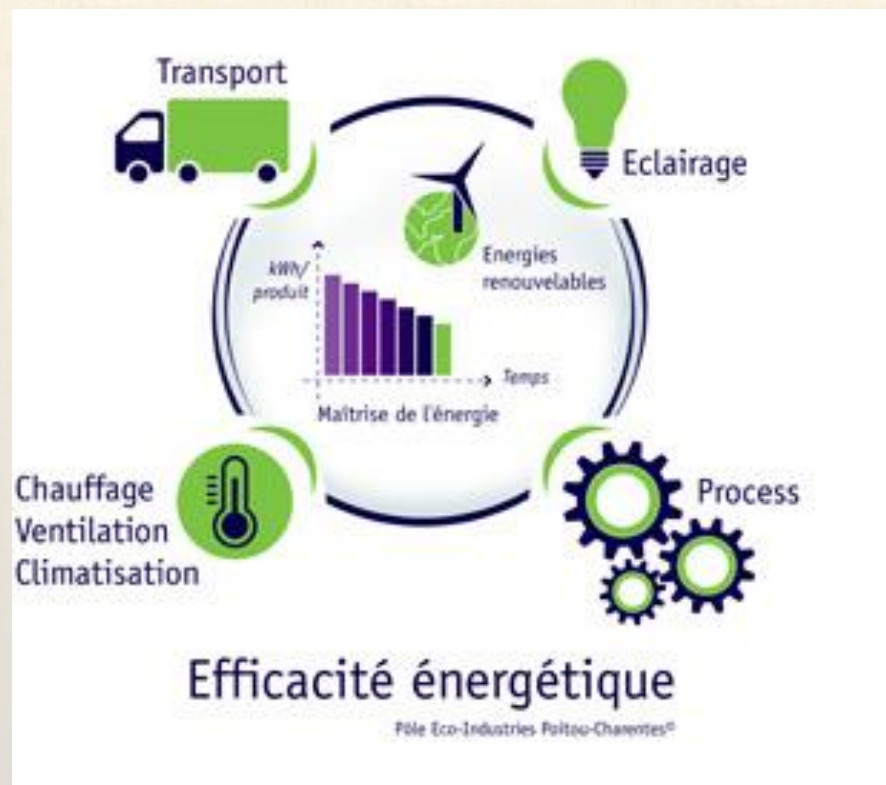 Transport
Eclairage
Energies
renouvelables
kWh/
produit
Temps
Maîtrise de l'énergie
Chauffage
Ventilation
Climatisation
Process
Efficacité énergétique
Pôle Eco-Industries Poitou-Charentes©